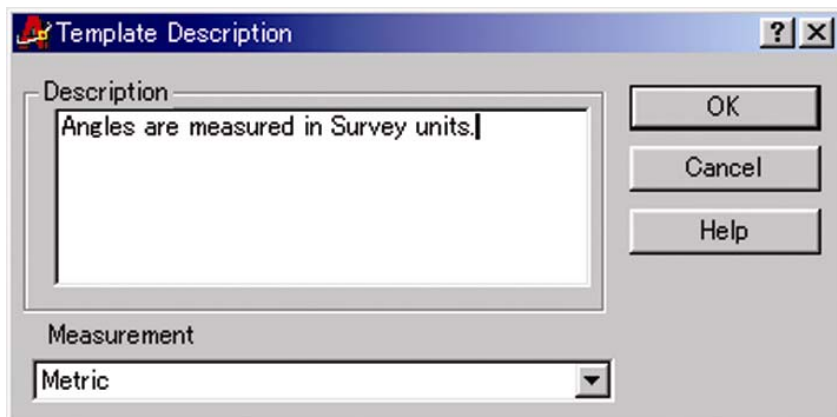 Template Description
Description
Angles are measured in Survey units.
OK
Cancel
Help
Measurement
Metric